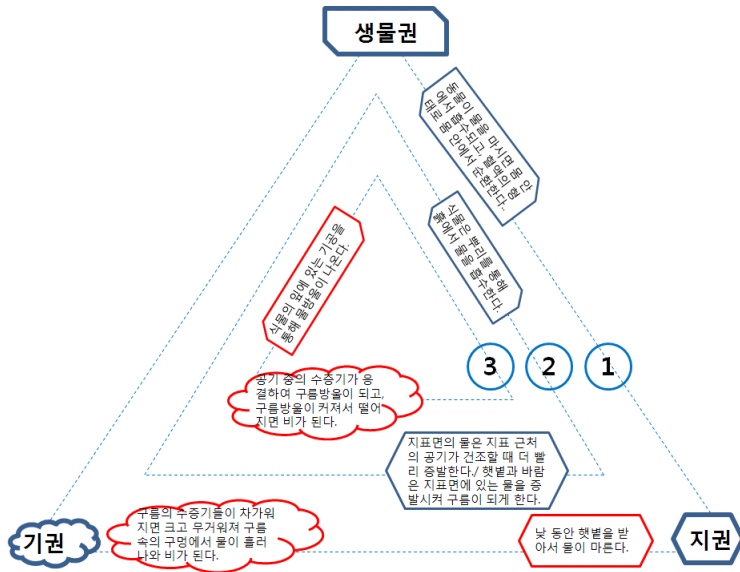 생물권
동물이 물을 마시면 몸 안
에서 흡수되고, 혈액의 형
태로 몸 안에서 순환한다.
식물은 뿌리를 통해
흙에서 물을 흡수한다.
식물의 잎에 있는 기공을
통해 물방울이 나온다.
3
2
1
공기 중의 수증기가 응
결하여 구름방울이 되고,
구름방울이 커져서 떨어
지면 비가 된다.
지표면의 물은 지표 근처
의 공기가 건조할 때 더 빨
리 증발한다./ 햇볕과 바람
은 지표면에 있는 물을 증
발시켜 구름이 되게 한다.
구름의 수증기들이 차가워
지면 크고 무거워져 구름
속의 구멍에서 물이 흘러
나와 비가 된다.
낮 동안 햇볕을 받
아서 물이 마른다.
기권
지권